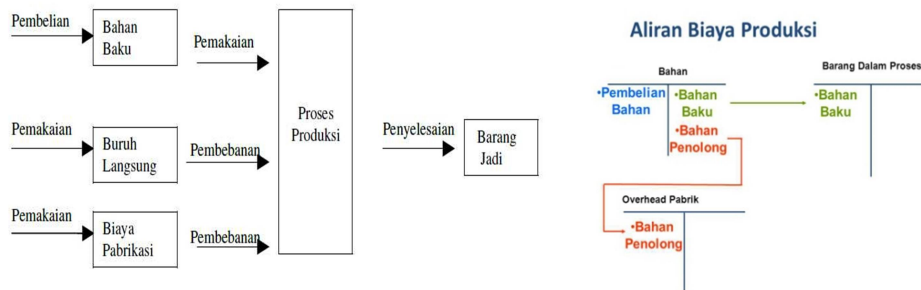 Pembelian
Bahan
Baku
Pemakaian
Pemakaian
Buruh
Langsung
Pembebanan
Pemakaian
Biaya
Pabrikasi
Pembebanan
Proses
Produksi
Penyelesaian
Barang
Jadi
Aliran Biaya Produksi
Bahan
•Pembelian
Bahan
•Bahan
Baku
•Bahan
Penolong
Barang Dalam Proses
•Bahan
Baku
Overhead Pabrik
•Bahan
Penolong